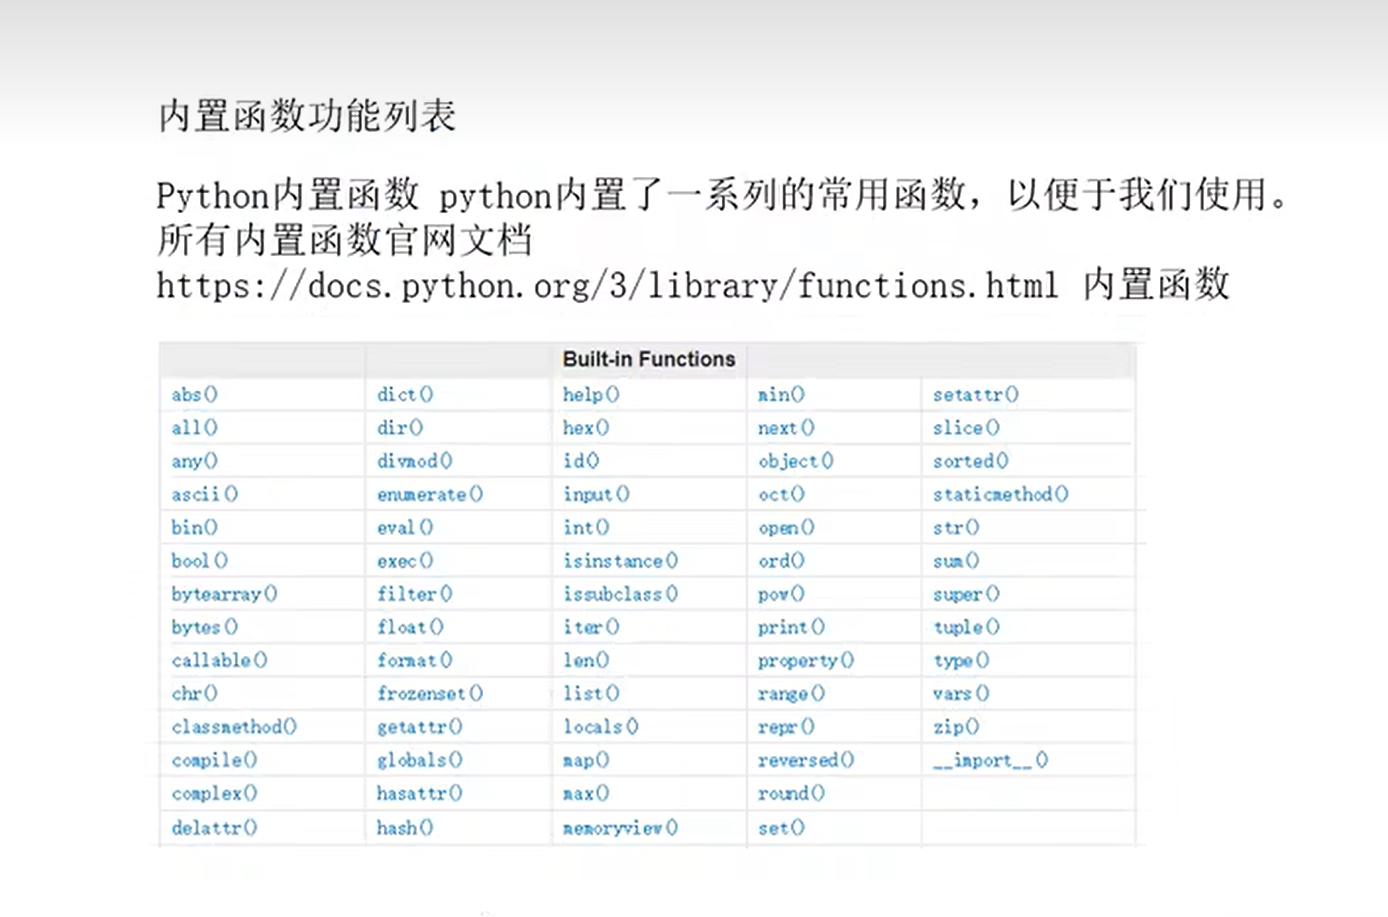 内置函数功能列表
Python内置函数 python内置了一系列的常用函数，以便于我们使用。
所有内置函数官网文档
https://docs.python.org/3/library/functions.html 内置函数
Built-in Functions
abs() dict() help() min() setattr()
all() dir() hex() next() slice()
any() divmod() id() object() sorted()
ascii() enumerate() input() oct() staticmethod()
bin() eval() int() open() str()
bool() exec() isinstance() ord() sum()
bytearray() filter() issubclass() pow() super()
bytes() float() iter() print() tuple()
callable() format() len() property() type()
chr() frozenset() list() range() vars()
classmethod() getattr() locals() repr() zip()
compile() globals() map() reversed() __import__()
complex() hasattr() max() round()
delattr() hash() memoryview() set()